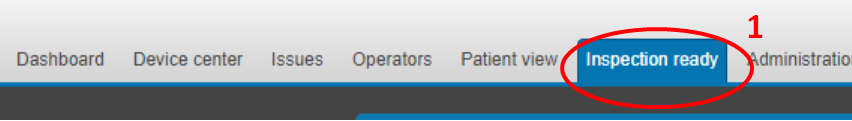 1
Dashboard Device center Issues Operators Patient view Inspection ready Administratio